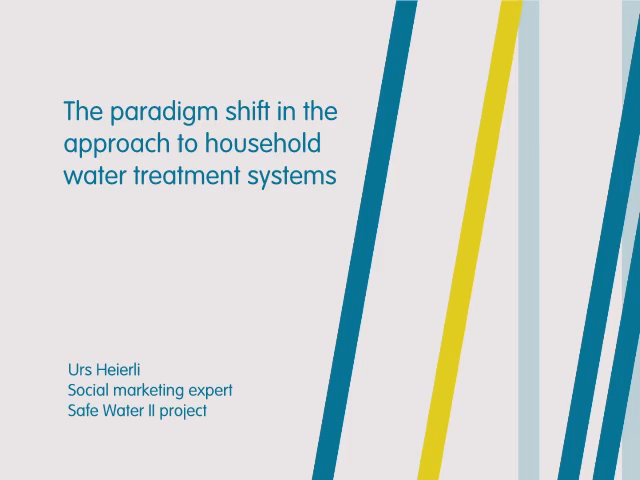 The paradigm shift in the
approach to household
water treatment systems
Urs Heierli
Social marketing expert
Safe Water II project